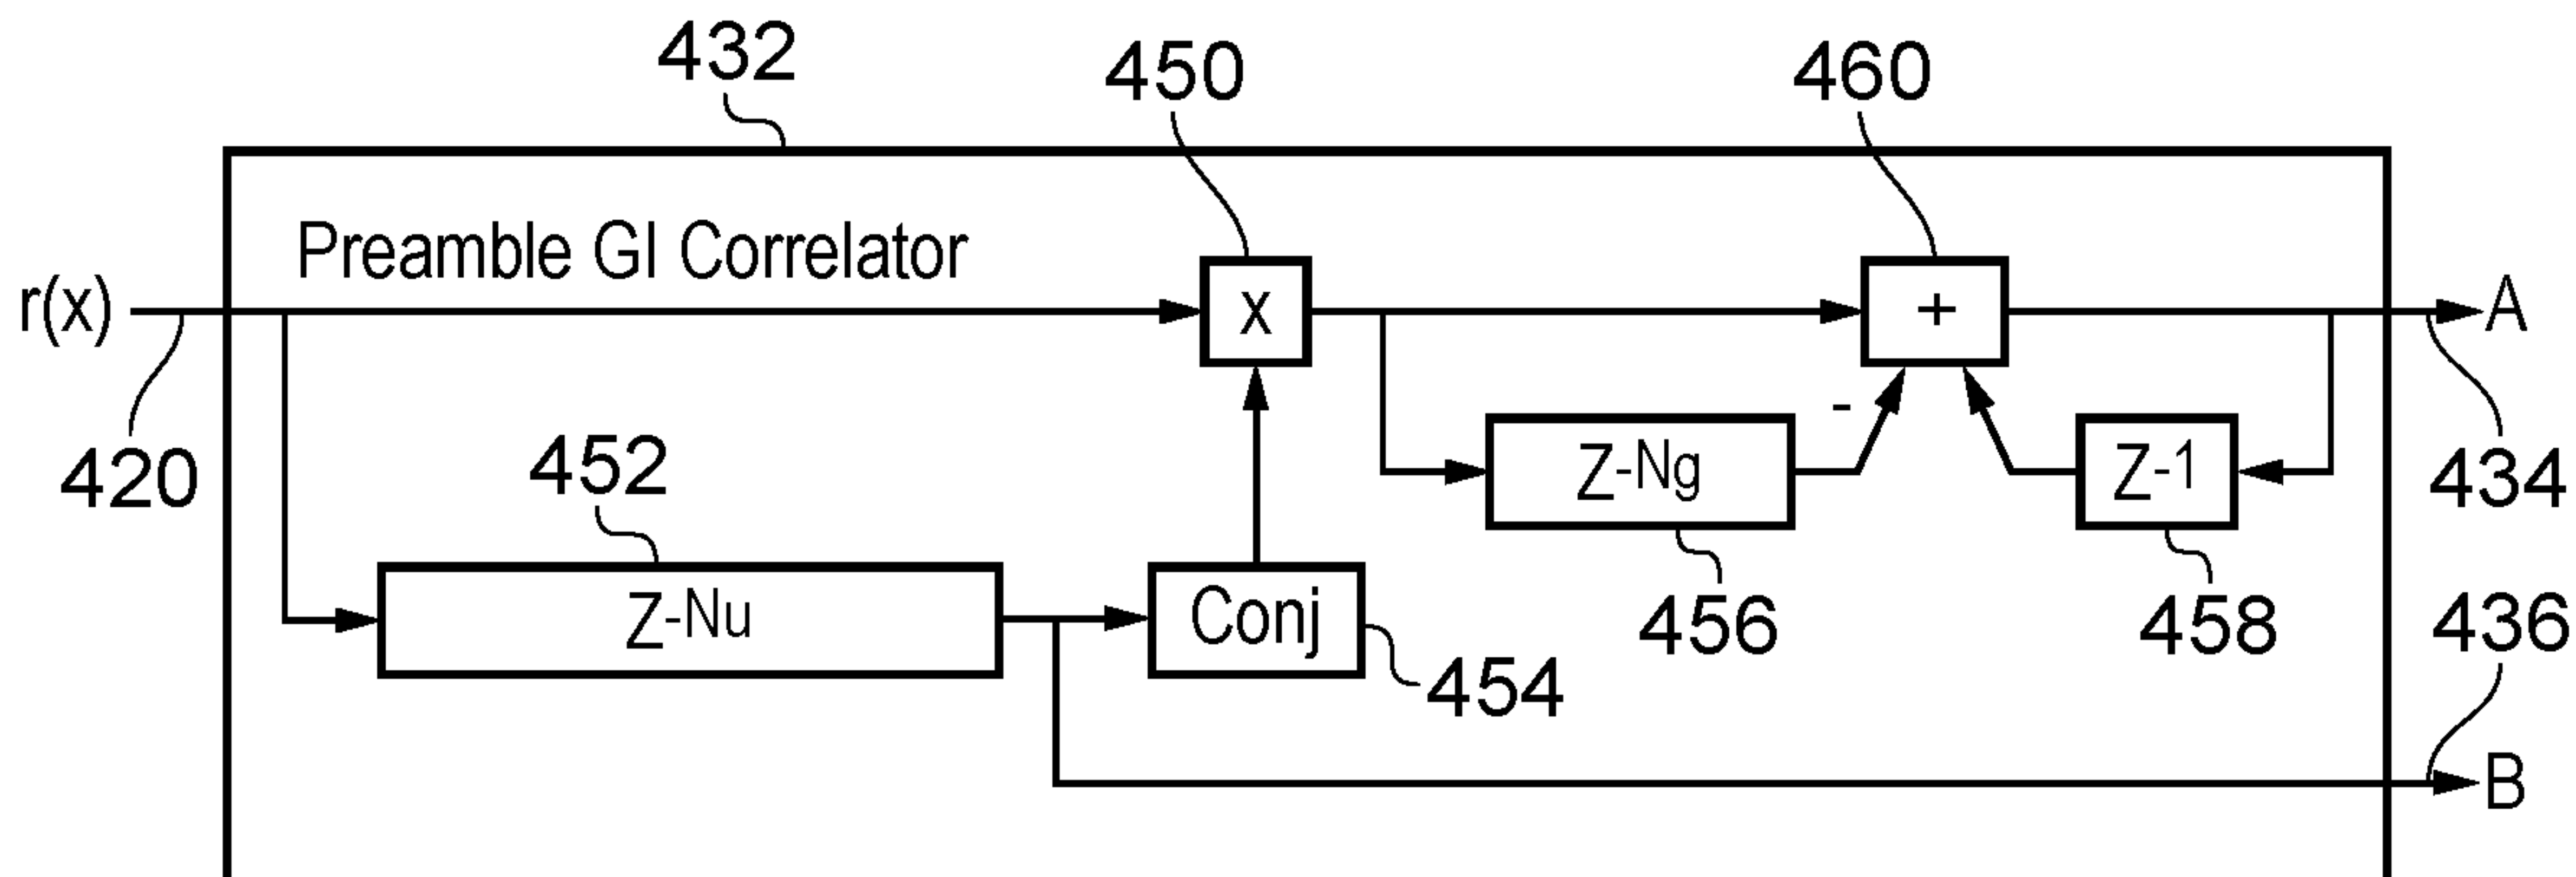 432
450
460
Preamble GI Correlator
r(x)
x
+
A
420
452
Z-Ng
-
Z-1
434
Z-Nu
Conj
454
456
458
436
B